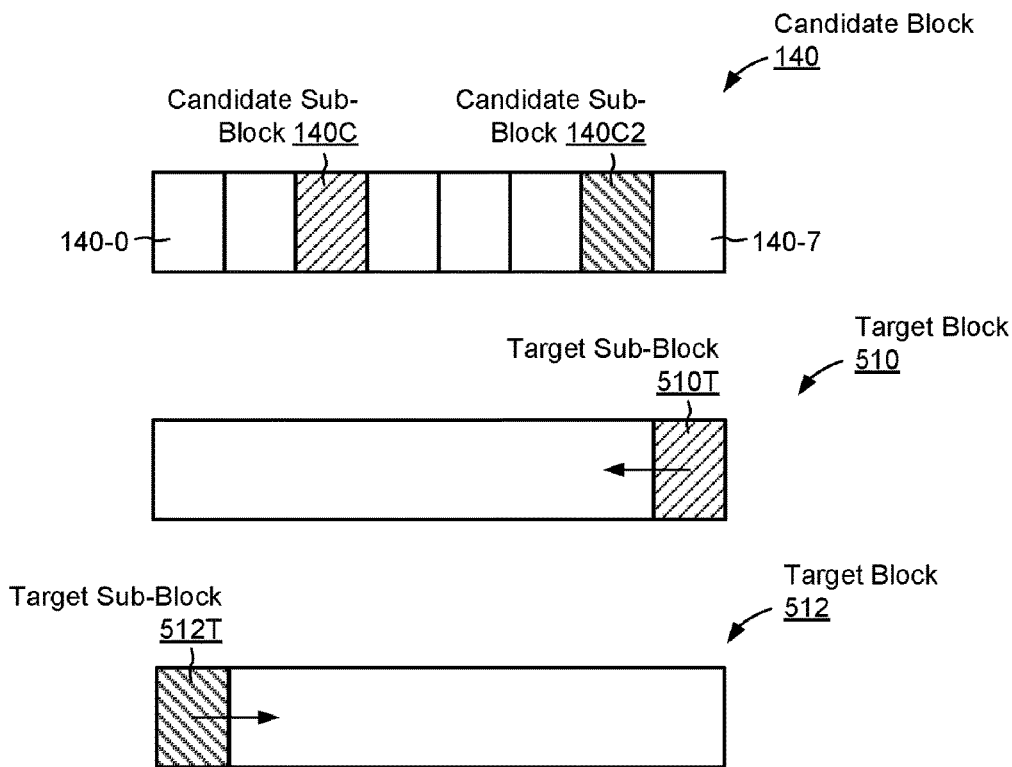 Candidate Block
140
Candidate Sub-
Block 140C
Candidate Sub-
Block 140C2
140-0
140-7
Target Block
510
Target Sub-Block
510T
Target Block
512
Target Sub-Block
512T